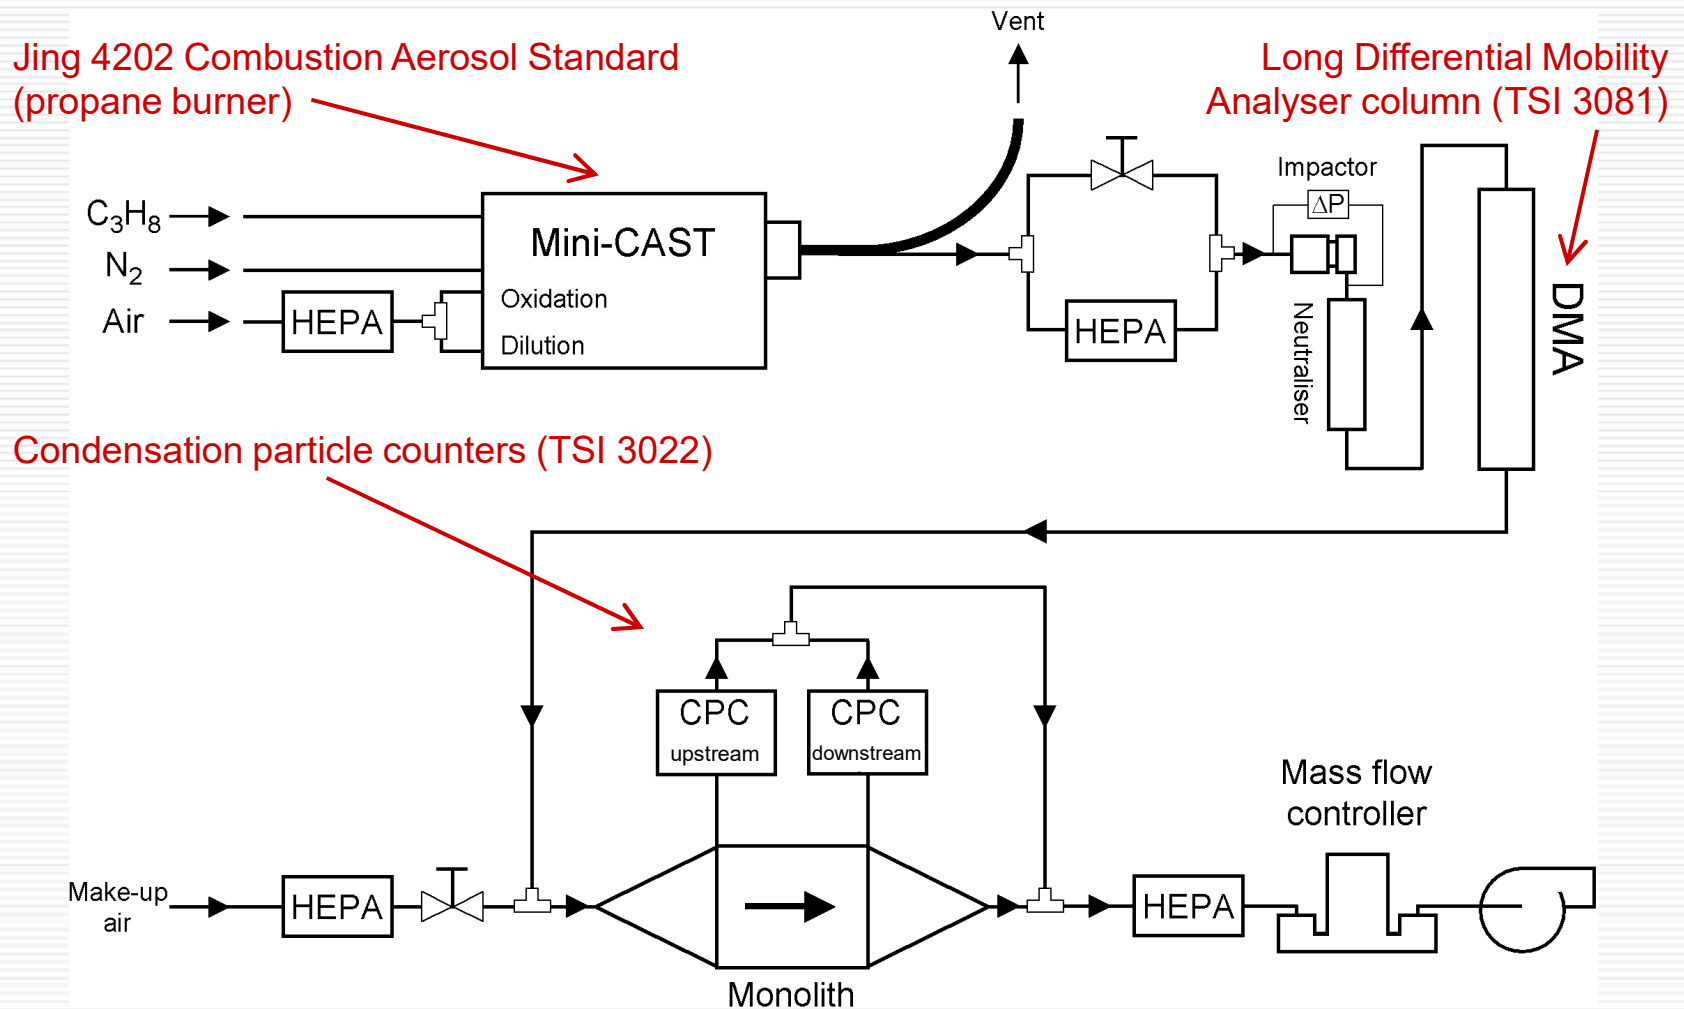 Vent
Jing 4202 Combustion Aerosol Standard
(propane burner)
Long Differential Mobility
Analyser column (TSI 3081)
Impactor
ΔP
C3H8
N2
Air
HEPA
Mini-CAST
Oxidation
Dilution
HEPA
Neutraliser
DMA
Condensation particle counters (TSI 3022)
CPC
upstream
CPC
downstream
Mass flow
controller
Make-up
air
HEPA
HEPA
Monolith